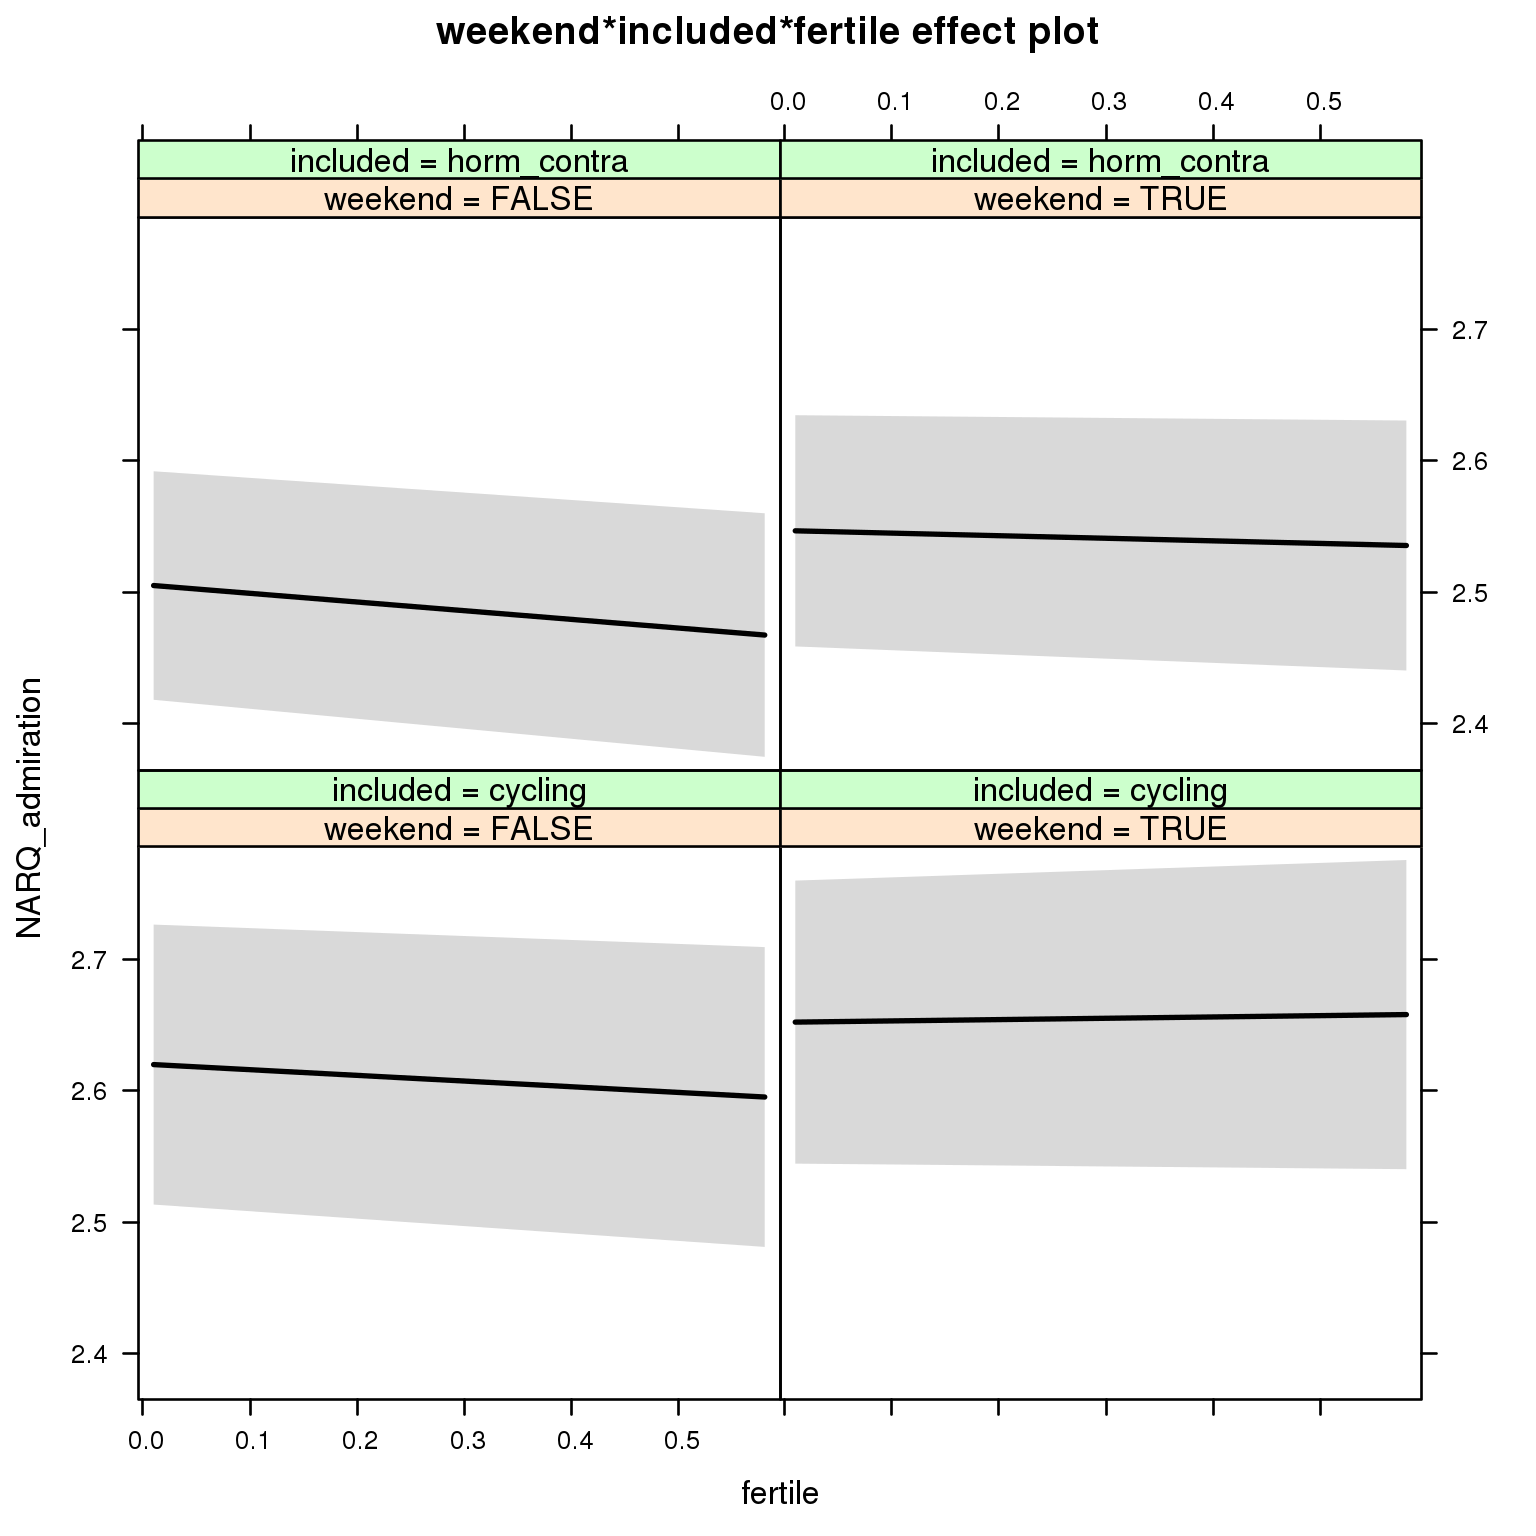 weekend*included*fertile effect plot
0.0 0.1 0.2 0.3 0.4 0.5
included = horm_contra included = horm_contra
weekend = FALSE weekend = TRUE
2.7
2.6
2.5
2.4
included = cycling included = cycling
weekend = FALSE weekend = TRUE
NARQ_admiration
2.7
2.6
2.5
2.4
0.0 0.1 0.2 0.3 0.4 0.5
fertile